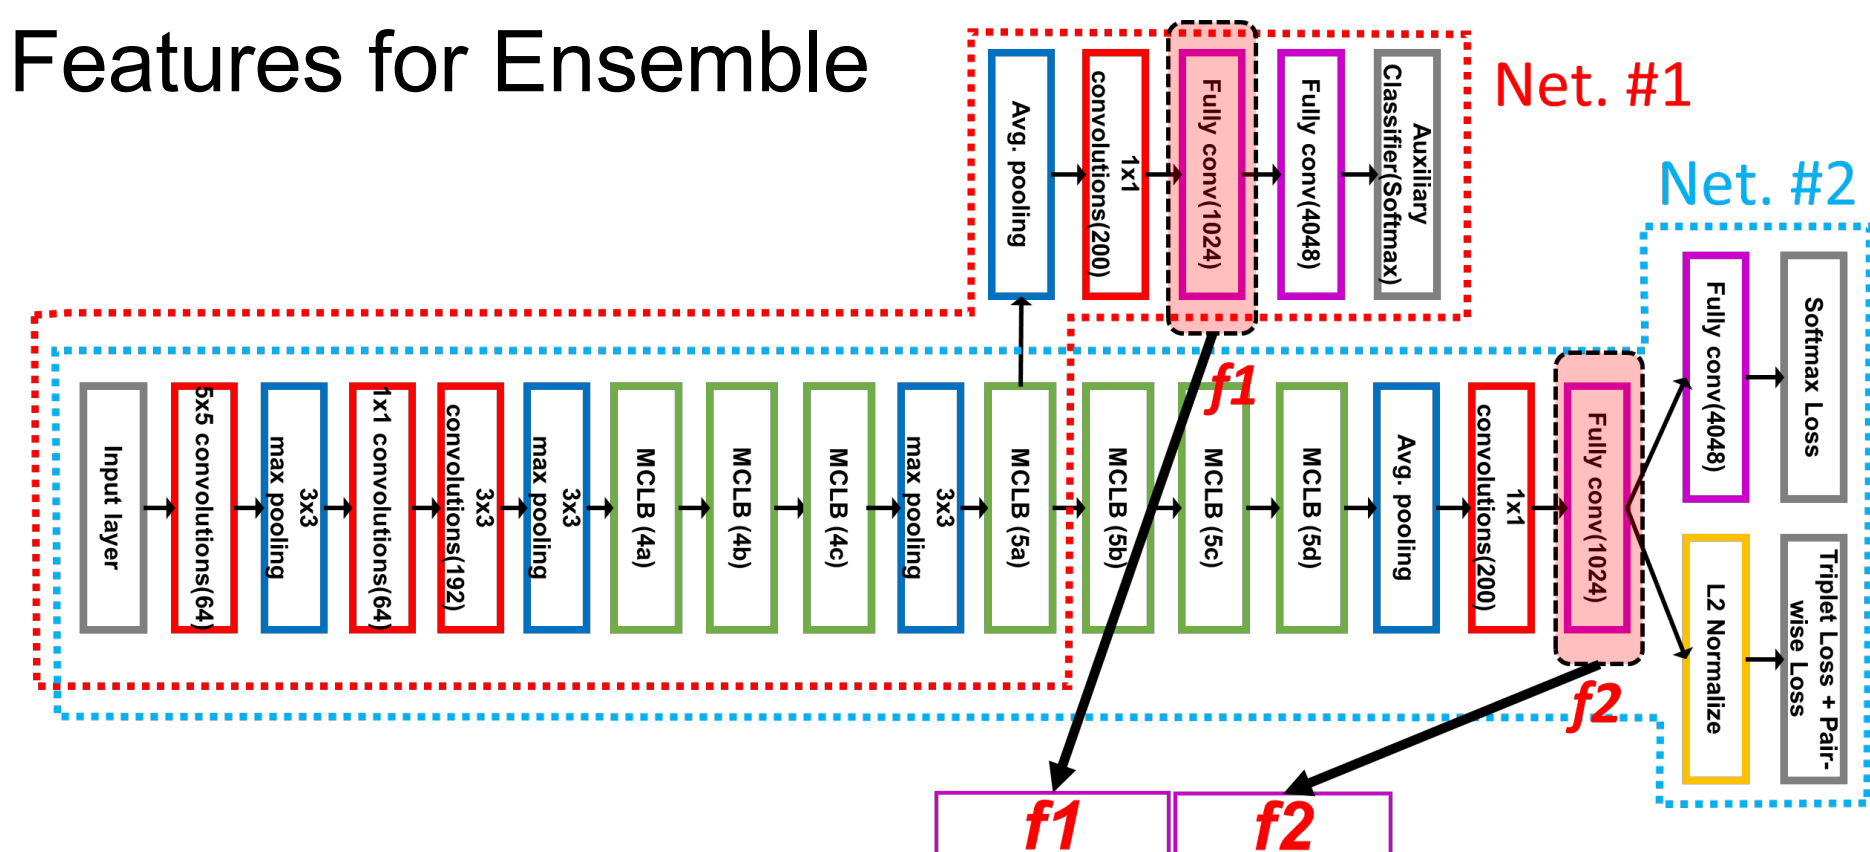 Features for Ensemble
Net. #1
Avg. pooling
1x1
convolutions(200)
Fully conv(1024)
Fully conv(4048)
Auxiliary
Classifier(Softmax)
Net. #2
f1
Input layer
5x5 convolutions(64)
3x3
max pooling
1x1 convolutions(64)
3x3
convolutions(192)
3x3
max pooling
MCLB (4a)
MCLB (4b)
MCLB (4c)
3x3
max pooling
MCLB (5a)
MCLB (5b)
MCLB (5c)
MCLB (5d)
Avg. pooling
1x1
convolutions(200)
Fully conv(1024)
Fully conv(4048)
Softmax Loss
L2 Normalize
Triplet Loss + Pair-
wise Loss
f2
f1
f2